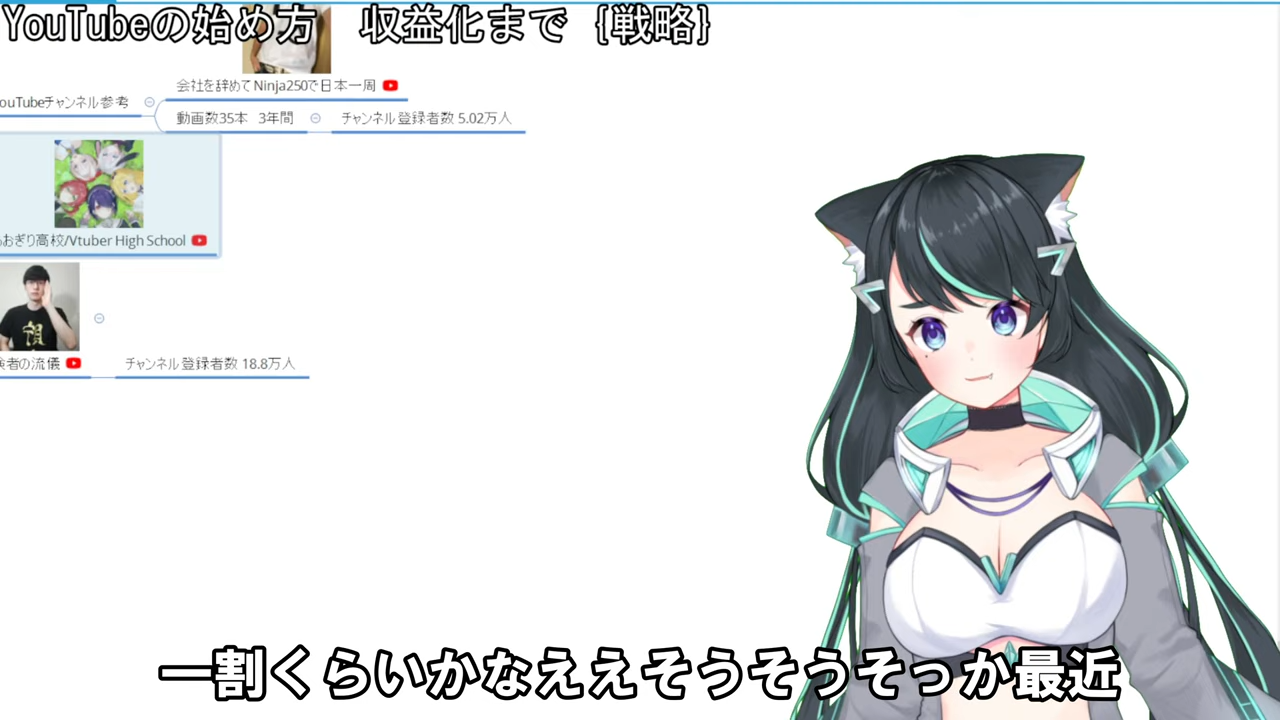 YouTubeの始め方　収益化まで {戦略}
会社を辞めてNinja250で日本一周
ouTubeチャンネル参考
動画数35本　3年間
チャンネル登録者数 5.02万人
おぎり高校/Vtuber High School
者の流儀
チャンネル登録者数 18.8万人
一割くらいかなええそうそうそっか最近